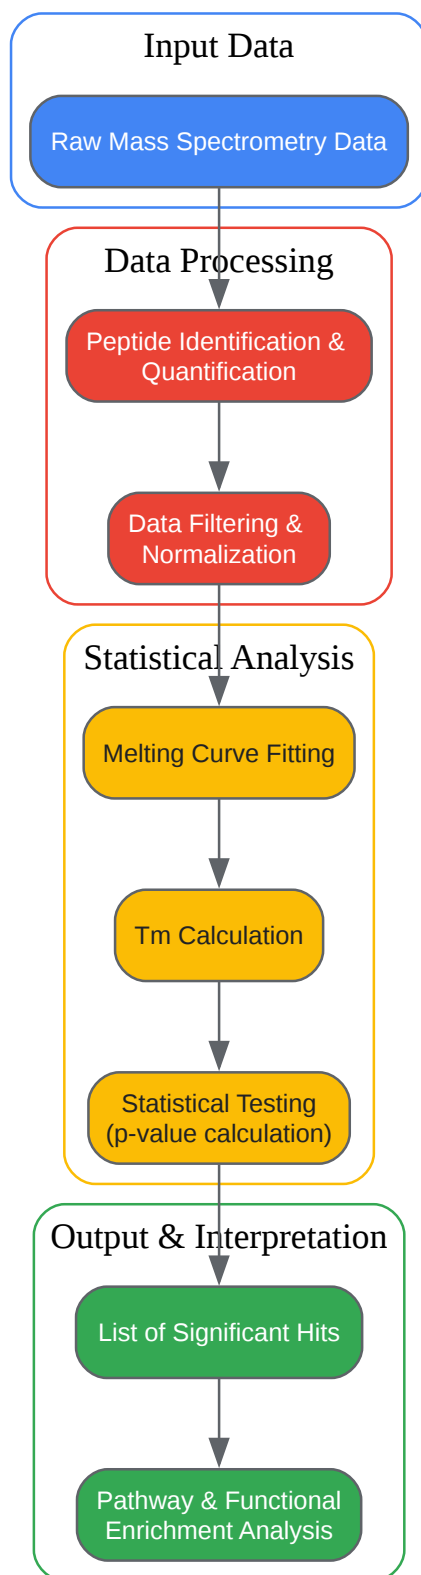 Input Data
Raw Mass Spectrometry Data
Data Processing
Peptide Identification &
Quantification
Data Filtering &
Normalization
Statistical Analysis
Melting Curve Fitting
Tm Calculation
Statistical Testing
(p-value calculation)
Output & Interpretation
List of Significant Hits
Pathway & Functional
Enrichment Analysis